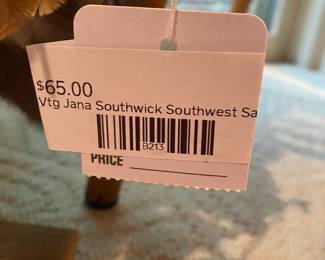 $65.00
Vtg Jana Southwick Southwest Sa
B213
PRICE